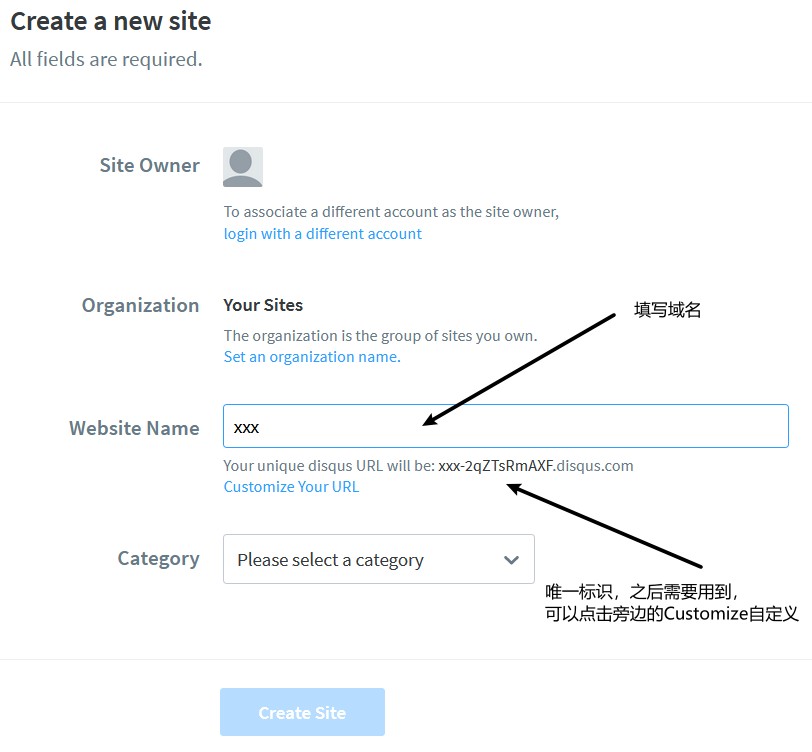 Create a new site
All fields are required.
Site Owner
To associate a different account as the site owner,
login with a different account
Organization
Your Sites
填写域名
The organization is the group of sites you own.
Set an organization name.
Website Name
xxx
Your unique disqus URL will be: xxx-2qZTsRmAXF.disqus.com
Customize Your URL
Category
Please select a category
唯一标识，之后需要用到，
可以点击旁边的Customize自定义
Create Site